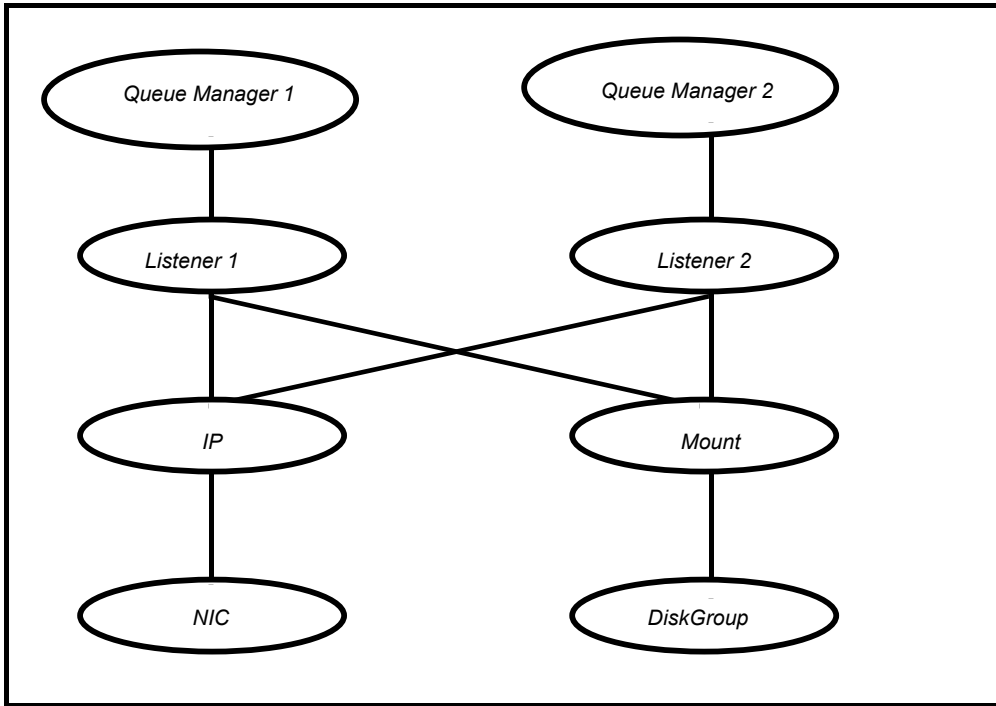 Queue Manager 1
Queue Manager 2
Listener 1
Listener 2
IP
Mount
NIC
DiskGroup